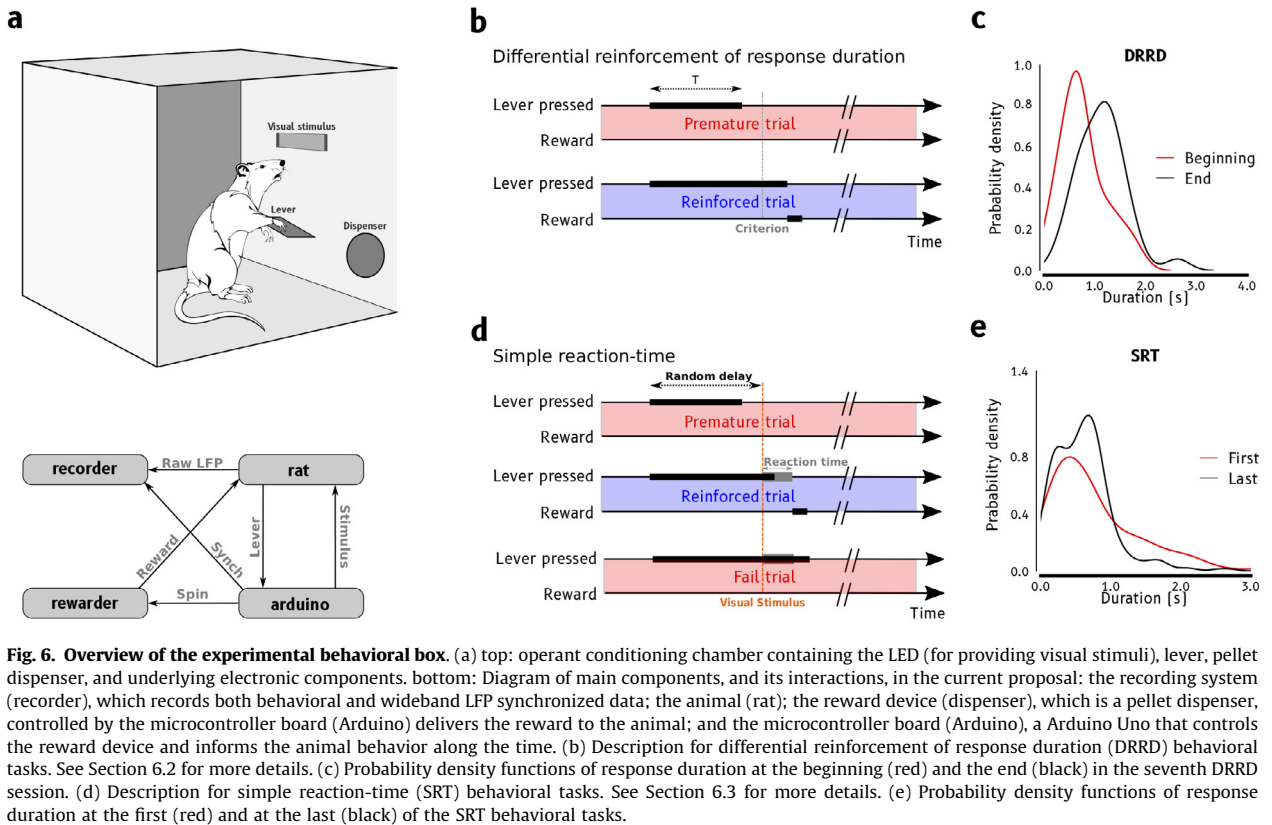 a
Visual stimulus
Lever
Dispenser
recorder
Raw LFP
rat
Reward
Synch
Lever
Stimulus
rewarder
Spin
arduino
b
Differential reinforcement of response duration
T
Lever pressed
Premature trial
Reward
Lever pressed
Reinforced trial
Reward
Criterion
Time
c
DRRD
Prabability density
1.0
0.8
0.6
0.4
0.2
0.0
Beginning
End
0.0 1.0 2.0 3.0 4.0
Duration [s]
d
Simple reaction-time
Random delay
Lever pressed
Premature trial
Reward
Lever pressed
Reaction time
Reinforced trial
Reward
Lever pressed
Fail trial
Reward
Visual Stimulus
Time
e
SRT
Prabability density
1.4
0.8
0.4
0.0
First
Last
0.0 1.0 2.0 3.0
Duration [s]
Fig. 6. Overview of the experimental behavioral box. (a) top: operant conditioning chamber containing the LED (for providing visual stimuli), lever, pellet
dispenser, and underlying electronic components. bottom: Diagram of main components, and its interactions, in the current proposal: the recording system
(recorder), which records both behavioral and wideband LFP synchronized data; the animal (rat); the reward device (dispenser), which is a pellet dispenser,
controlled by the microcontroller board (Arduino) delivers the reward to the animal; and the microcontroller board (Arduino), a Arduino Uno that controls
the reward device and informs the animal behavior along the time. (b) Description for differential reinforcement of response duration (DRRD) behavioral
tasks. See Section 6.2 for more details. (c) Probability density functions of response duration at the beginning (red) and the end (black) in the seventh DRRD
session. (d) Description for simple reaction-time (SRT) behavioral tasks. See Section 6.3 for more details. (e) Probability density functions of response
duration at the first (red) and at the last (black) of the SRT behavioral tasks.